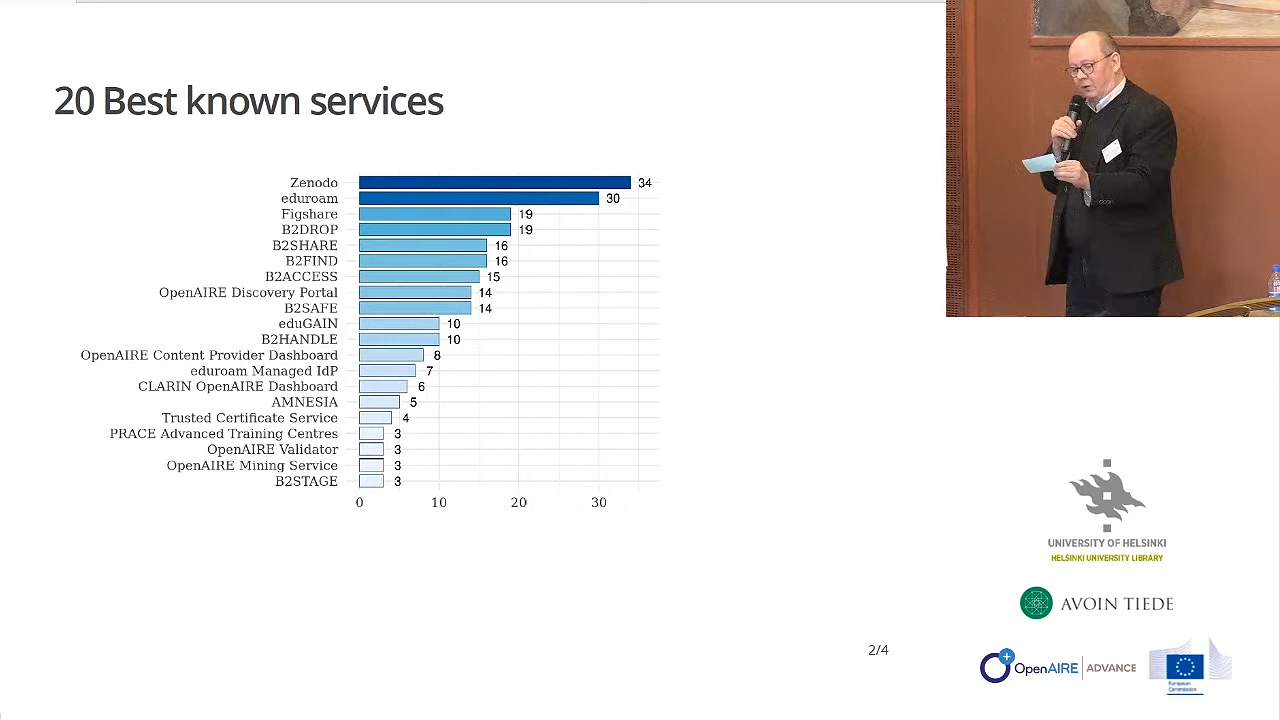 20 Best known services
Zenodo 34
eduroam 30
Figshare 19
B2DROP 19
B2SHARE 16
B2FIND 16
B2ACCESS 15
OpenAIRE Discovery Portal 14
B2SAFE 14
eduGAIN 10
B2HANDLE 10
OpenAIRE Content Provider Dashboard 8
eduroam Managed IdP 7
CLARIN OpenAIRE Dashboard 6
AMNESIA 5
Trusted Certificate Service 4
PRACE Advanced Training Centres 3
OpenAIRE Validator 3
OpenAIRE Mining Service 3
B2STAGE 3
0 10 20 30
UNIVERSITY OF HELSINKI
HELSINKI UNIVERSITY LIBRARY
AVOIN TIEDE
2/4
OpenAIRE ADVANCE
European
Commission